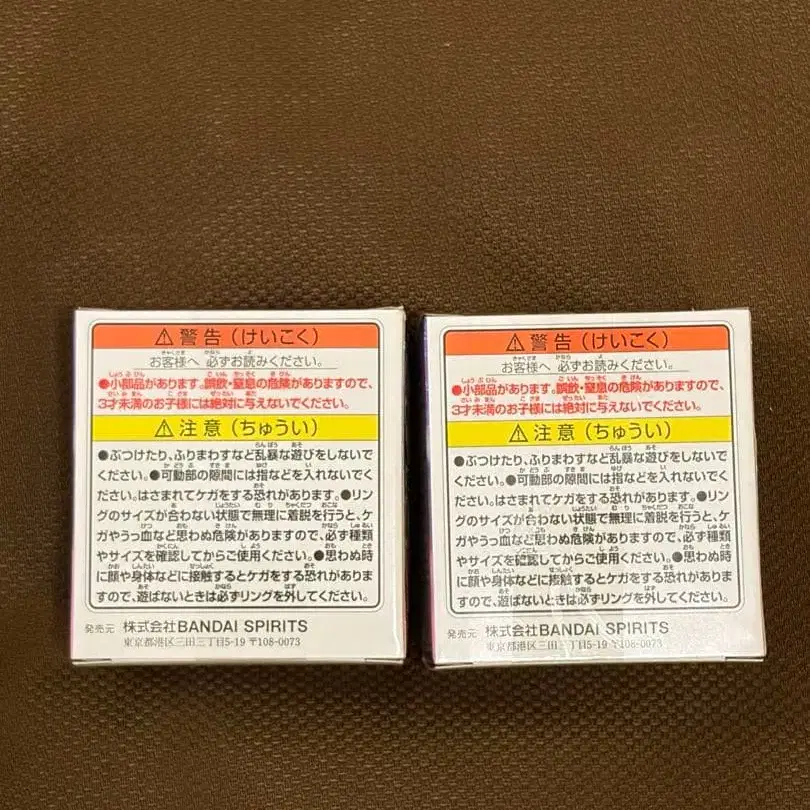 ⚠警告(けいこく)
お客様へ 必ずお読みください。
●小部品があります。誤飲・窒息の危険がありますので、
3才未満のお子様には絶対に与えないでください。
⚠注意(ちゅうい)
●ぶつけたり、ふりまわすなど乱暴な遊びをしないで
ください。●可動部の隙間には指などを入れないでく
ださい。はさまれてケガをする恐れがあります。●リン
グのサイズが合わない状態で無理に着脱を行うと、ケ
ガやうっ血など思わぬ危険がありますので、必ず種類
やサイズを確認してからご使用ください。●思わぬ時
に顔や身体などに接触するとケガをする恐れがありま
すので、遊ばないときは必ずリングを外してください。
発売元 株式会社BANDAI SPIRITS
東京都港区三田三丁目5-19 〒108-0073
⚠警告(けいこく)
お客様へ 必ずお読みください。
●小部品があります。誤飲・窒息の危険がありますので、
3才未満のお子様には絶対に与えないでください。
⚠注意(ちゅうい)
●ぶつけたり、ふりまわすなど乱暴な遊びをしないで
ください。●可動部の隙間には指などを入れないでく
ださい。はさまれてケガをする恐れがあります。●リン
グのサイズが合わない状態で無理に着脱を行うと、ケ
ガやうっ血など思わぬ危険がありますので、必ず種類
やサイズを確認してからご使用ください。●思わぬ時
に顔や身体などに接触するとケガをする恐れがありま
すので、遊ばないときは必ずリングを外してください。
発売元 株式会社BANDAI SPIRITS
東京都港区三田三丁目5-19 〒108-0073